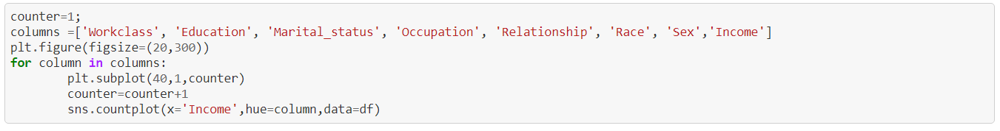 counter=1;
columns =['Workclass', 'Education', 'Marital_status', 'Occupation', 'Relationship', 'Race', 'Sex','Income']
plt.figure(figsize=(20,300))
for column in columns:
        plt.subplot(40,1,counter)
        counter=counter+1
        sns.countplot(x='Income',hue=column,data=df)